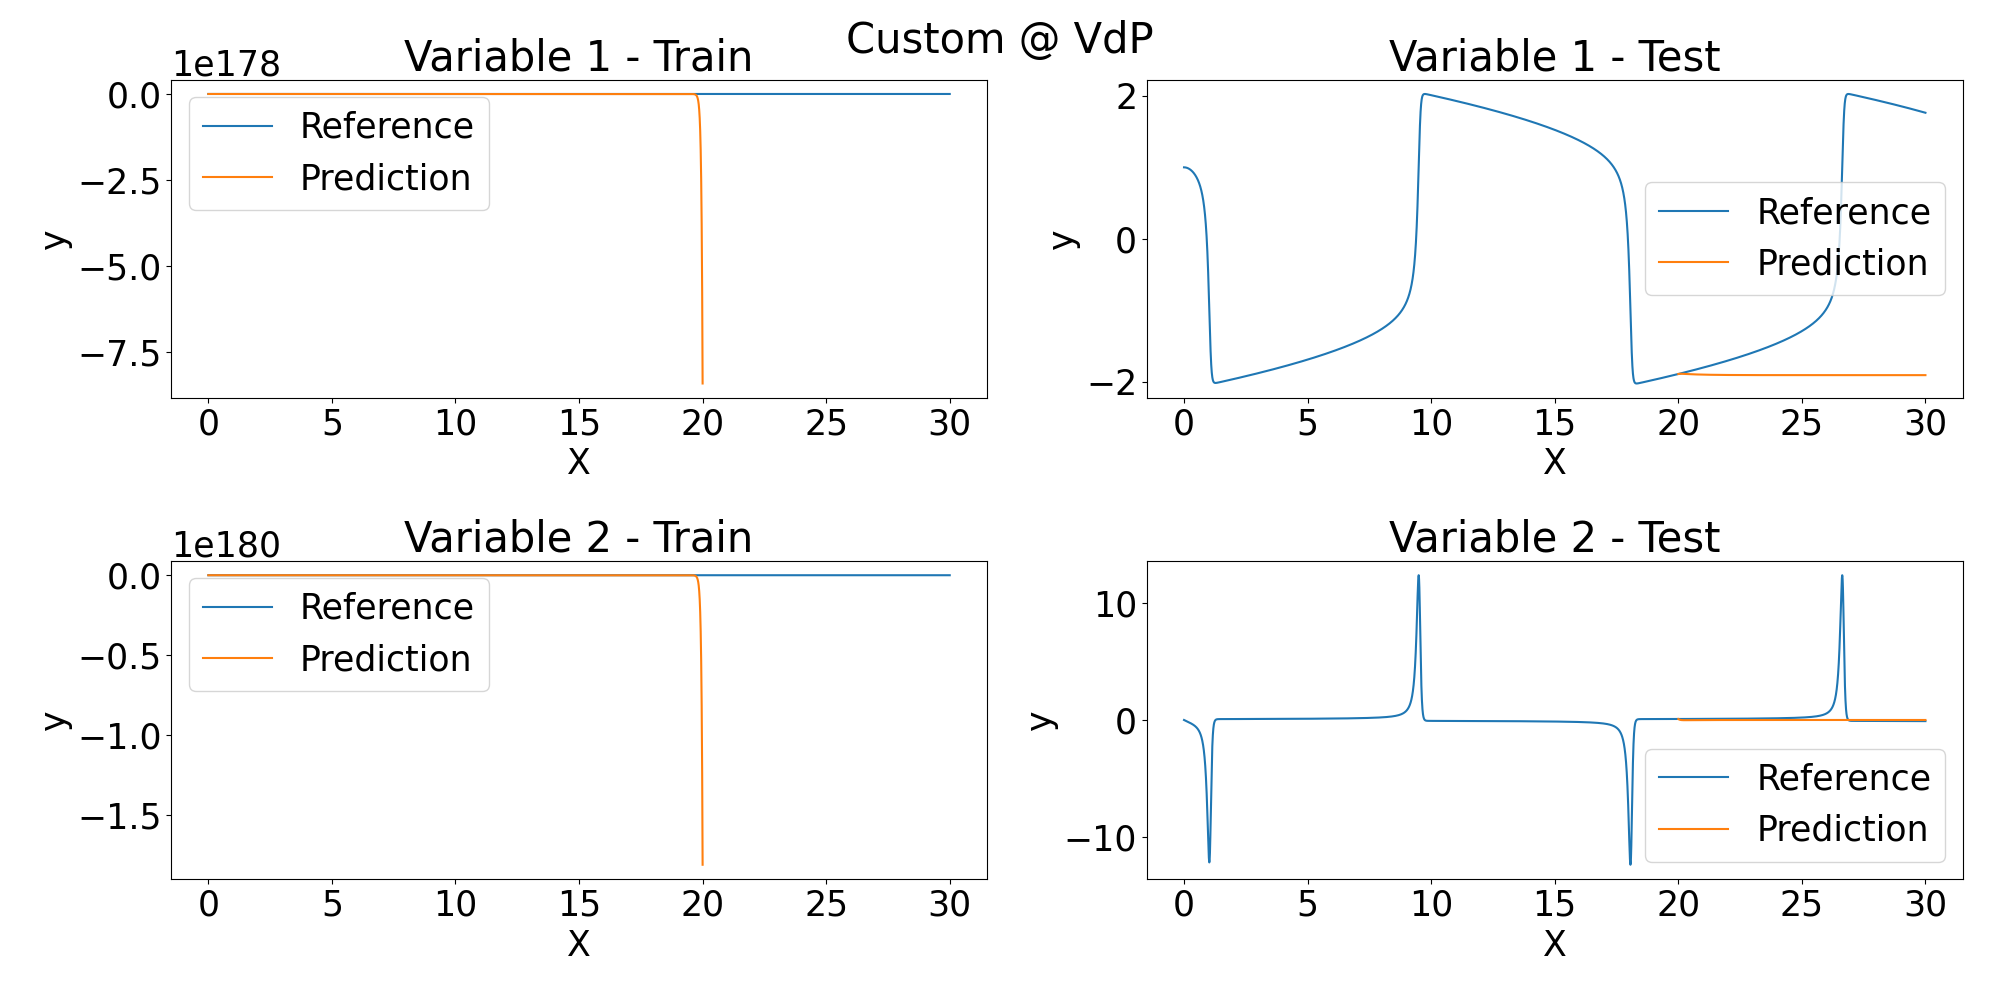 Custom @ VdP
Variable 1 - Train
1e178
0.0
−2.5
−5.0
−7.5
y
Reference
Prediction
0 5 10 15 20 25 30
X
Variable 1 - Test
2
0
−2
y
Reference
Prediction
0 5 10 15 20 25 30
X
Variable 2 - Train
1e180
0.0
−0.5
−1.0
−1.5
y
Reference
Prediction
0 5 10 15 20 25 30
X
Variable 2 - Test
10
0
−10
y
Reference
Prediction
0 5 10 15 20 25 30
X